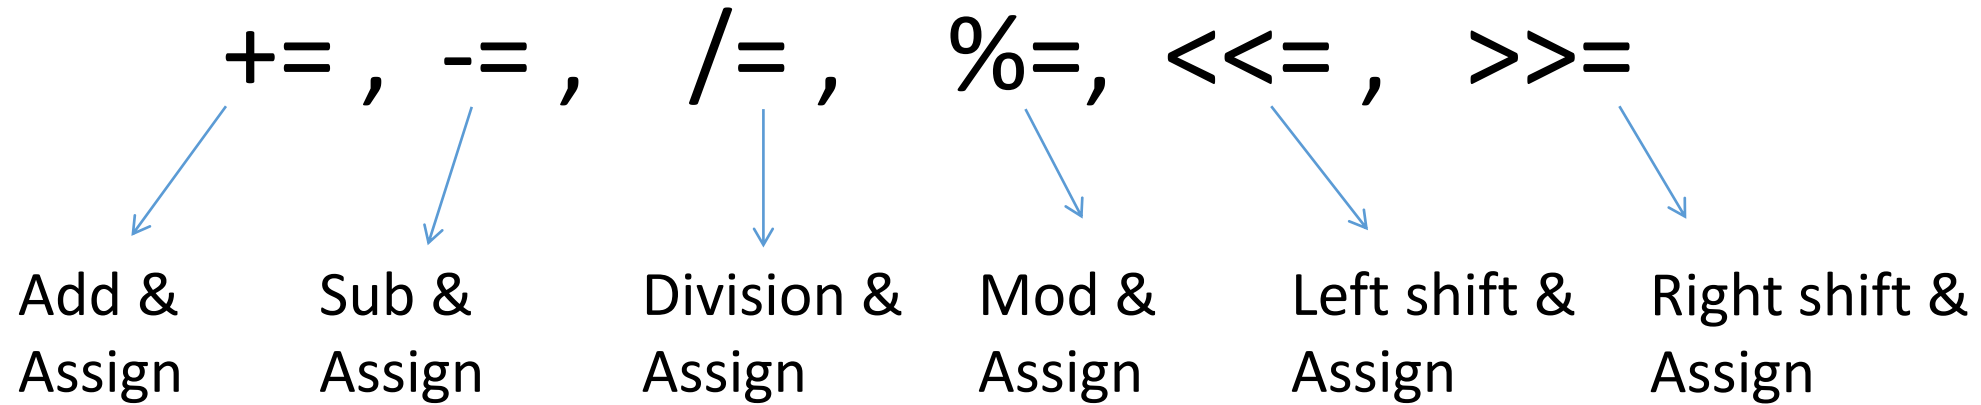 += , -= , /= , %=, <<= , >>=
Add & Assign
Sub & Assign
Division & Assign
Mod & Assign
Left shift & Assign
Right shift & Assign